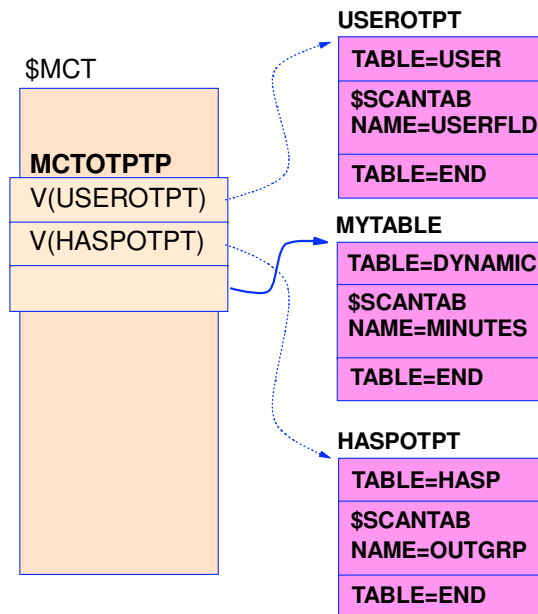 $MCT
MCTOTPTP
V(USEROTPT)
V(HASPOTPT)
USEROTPT
TABLE=USER
$SCANTAB
NAME=USERFLD
TABLE=END
MYTABLE
TABLE=DYNAMIC
$SCANTAB
NAME=MINUTES
TABLE=END
HASPOTPT
TABLE=HASP
$SCANTAB
NAME=OUTGRP
TABLE=END